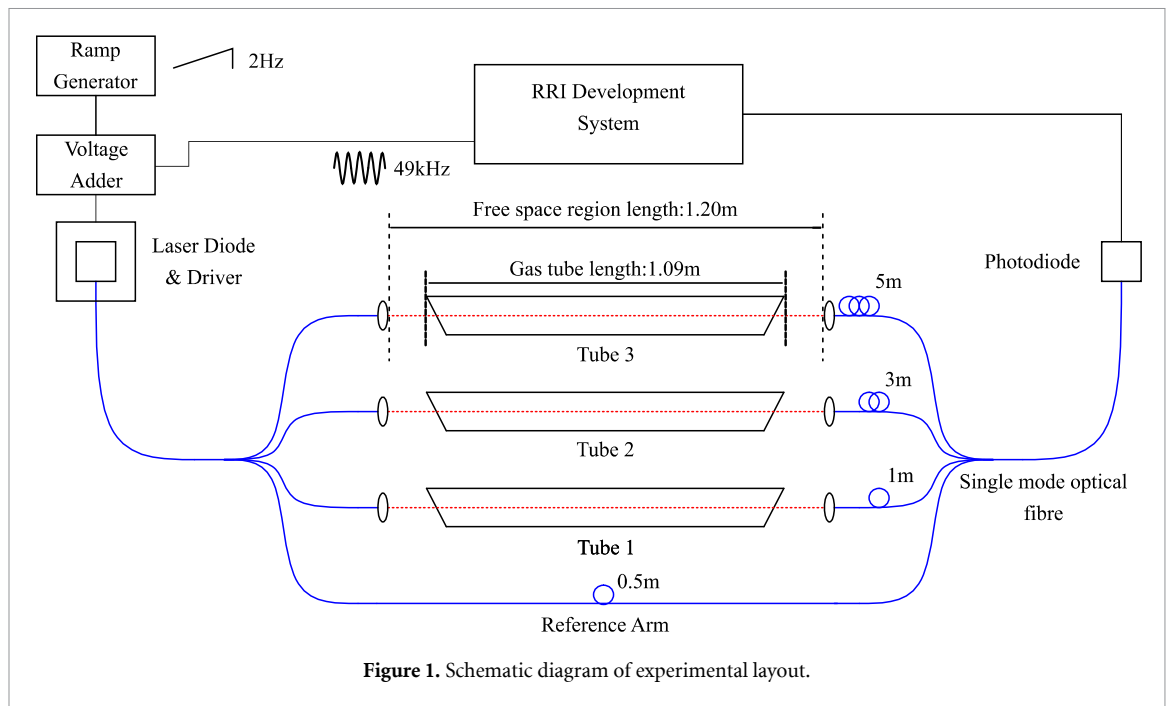 Ramp
Generator
2Hz
RRI Development
System
Voltage
Adder
49kHz
Free space region length:1.20m
Laser Diode
& Driver
Gas tube length:1.09m
Photodiode
5m
Tube 3
3m
Tube 2
1m
Single mode optical
fibre
Tube 1
0.5m
Reference Arm
Figure 1. Schematic diagram of experimental layout.